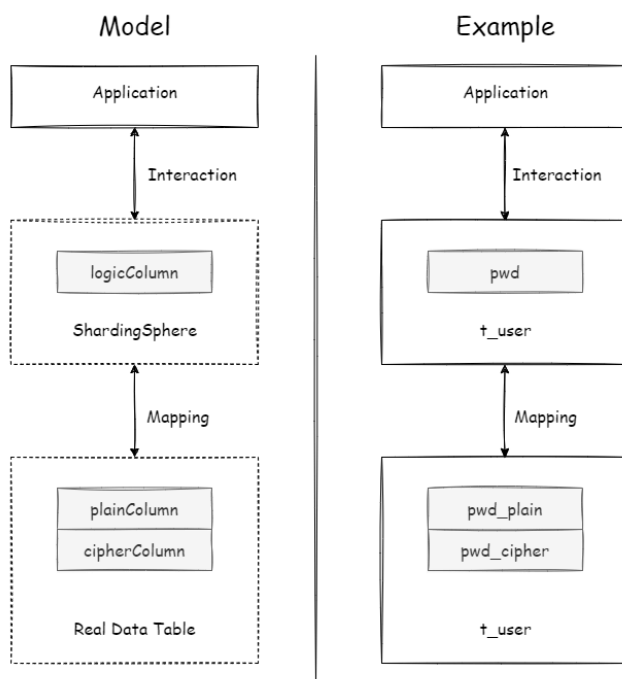 Model
Application
Interaction
logicColumn
ShardingSphere
Mapping
plainColumn
cipherColumn
Real Data Table
Example
Application
Interaction
pwd
t_user
Mapping
pwd_plain
pwd_cipher
t_user